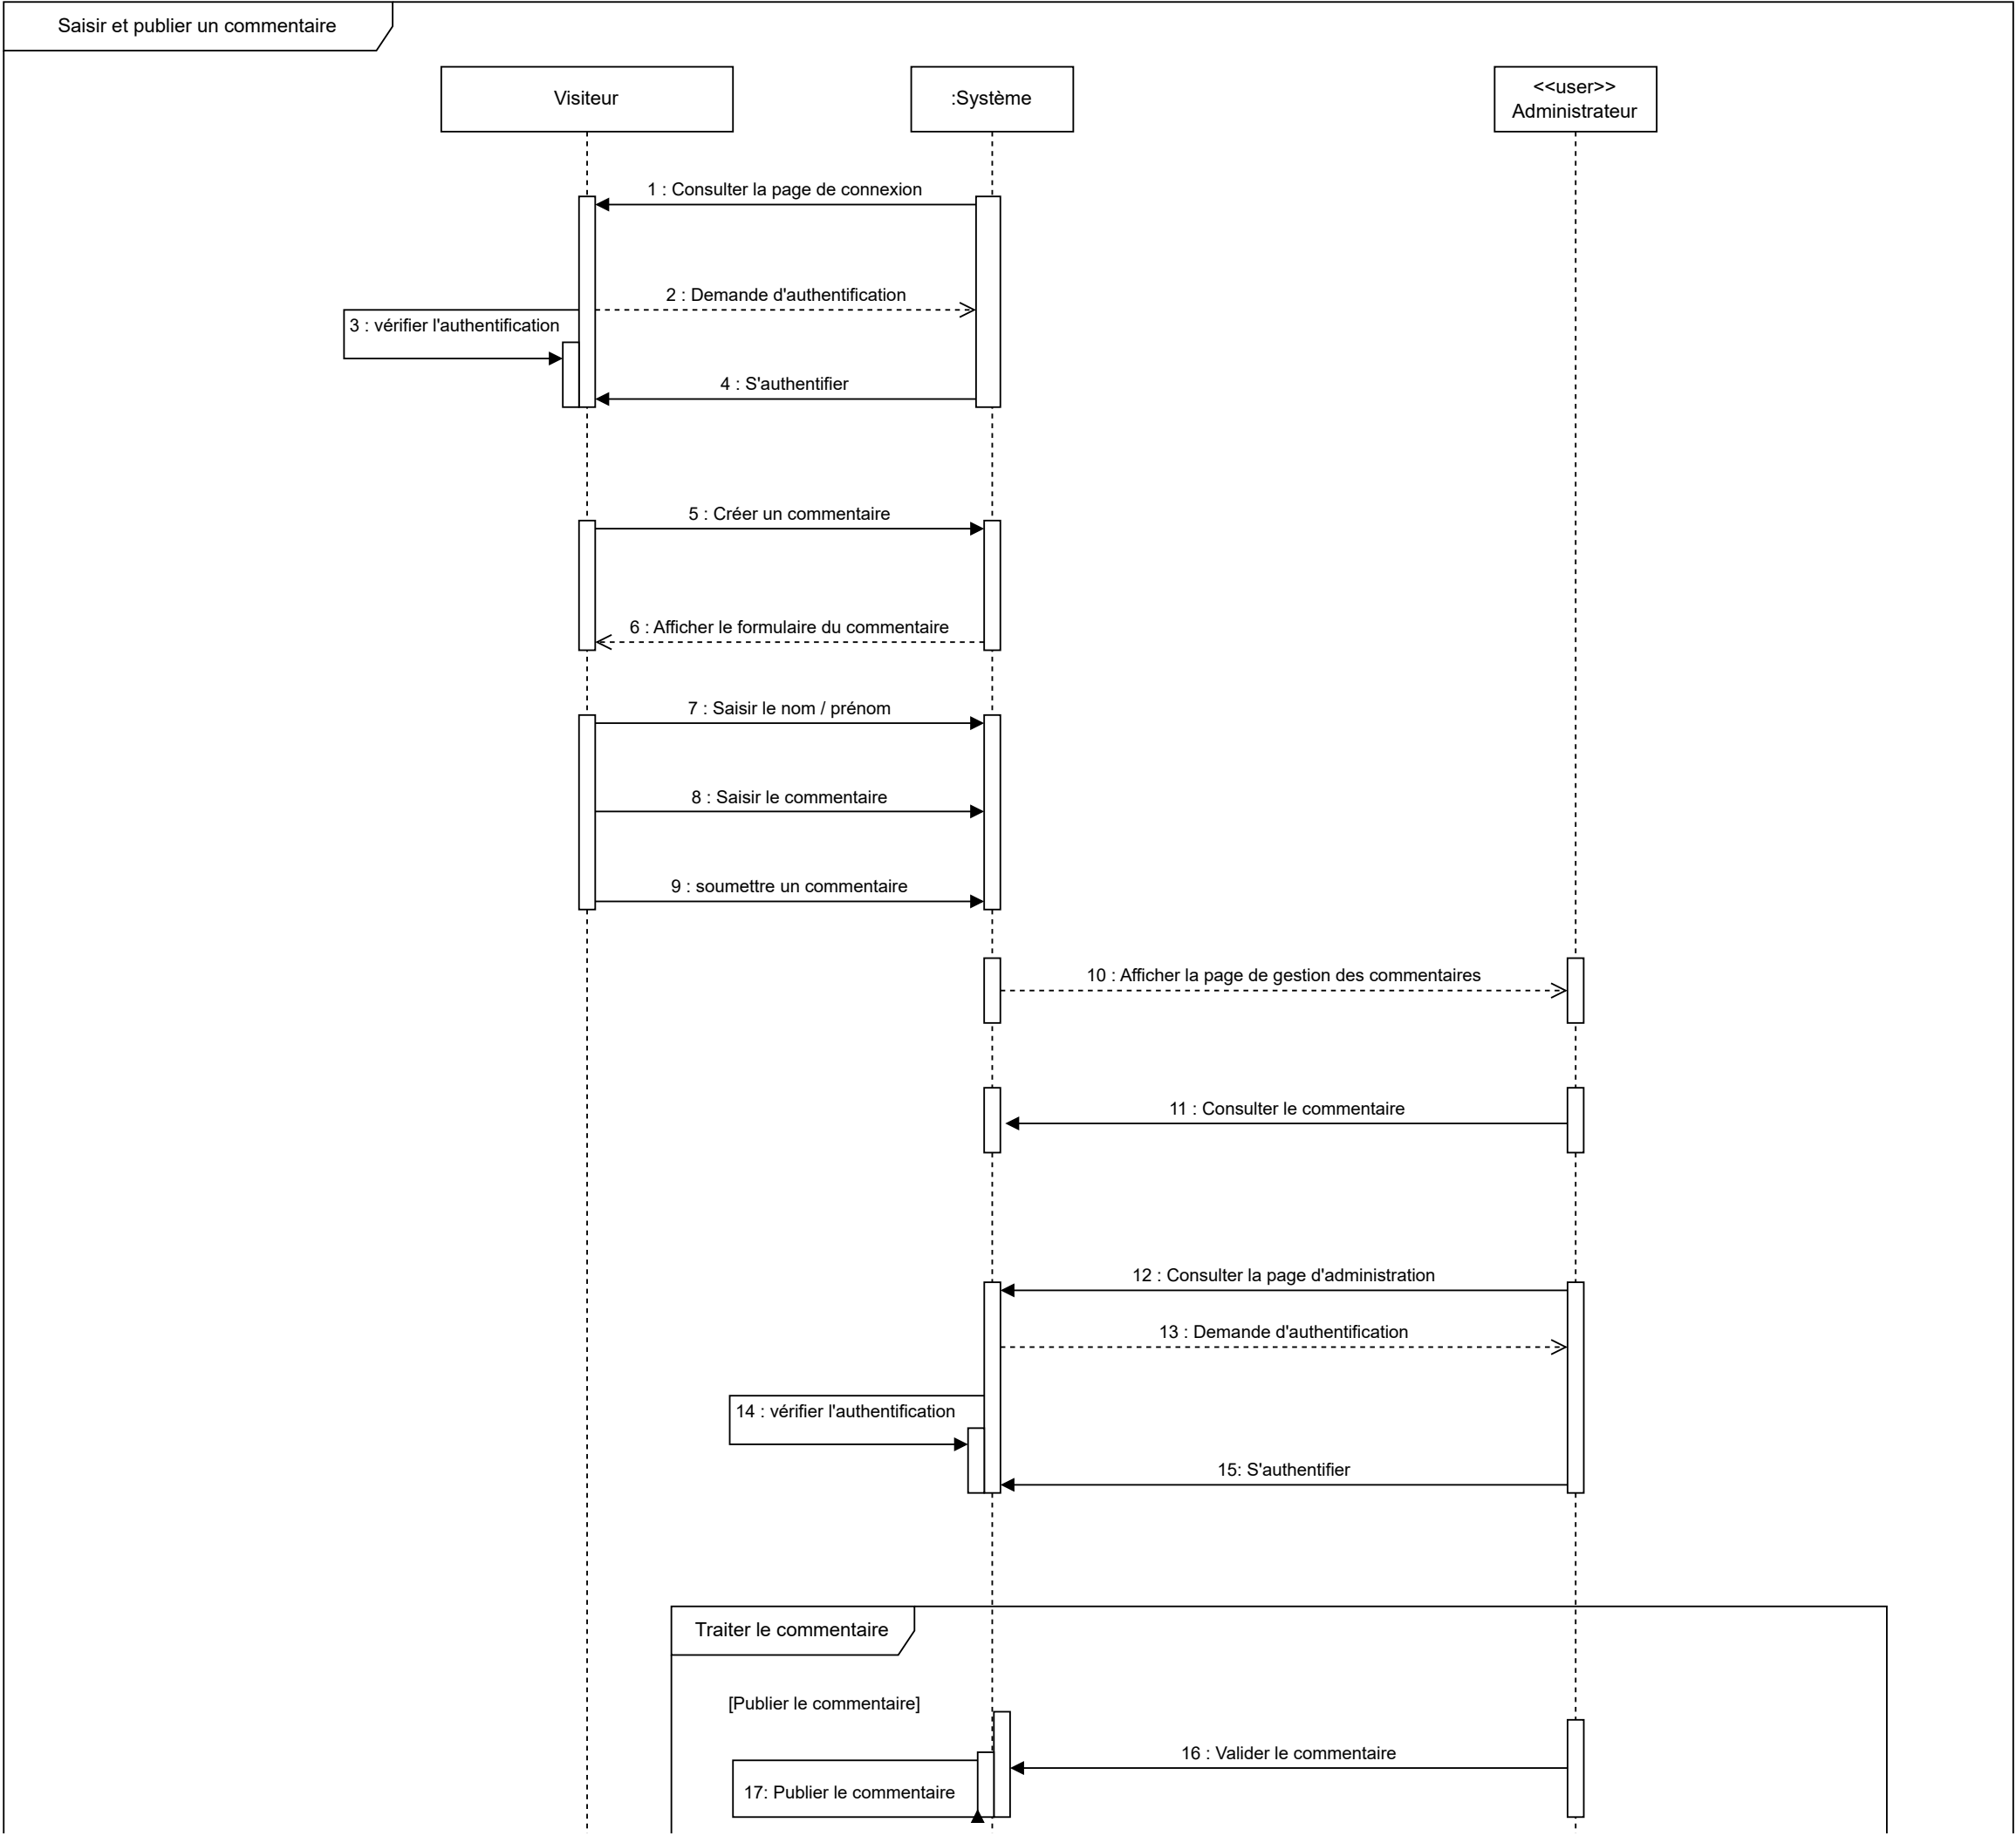 Saisir et publier un commentaire
Visiteur
:Système
<<user>>
Administrateur
1 : Consulter la page de connexion
2 : Demande d'authentification
3 : vérifier l'authentification
4 : S'authentifier
5 : Créer un commentaire
6 : Afficher le formulaire du commentaire
7 : Saisir le nom / prénom
8 : Saisir le commentaire
9 : soumettre un commentaire
10 : Afficher la page de gestion des commentaires
11 : Consulter le commentaire
12 : Consulter la page d'administration
13 : Demande d'authentification
14 : vérifier l'authentification
15: S'authentifier
Traiter le commentaire
[Publier le commentaire]
16 : Valider le commentaire
17: Publier le commentaire